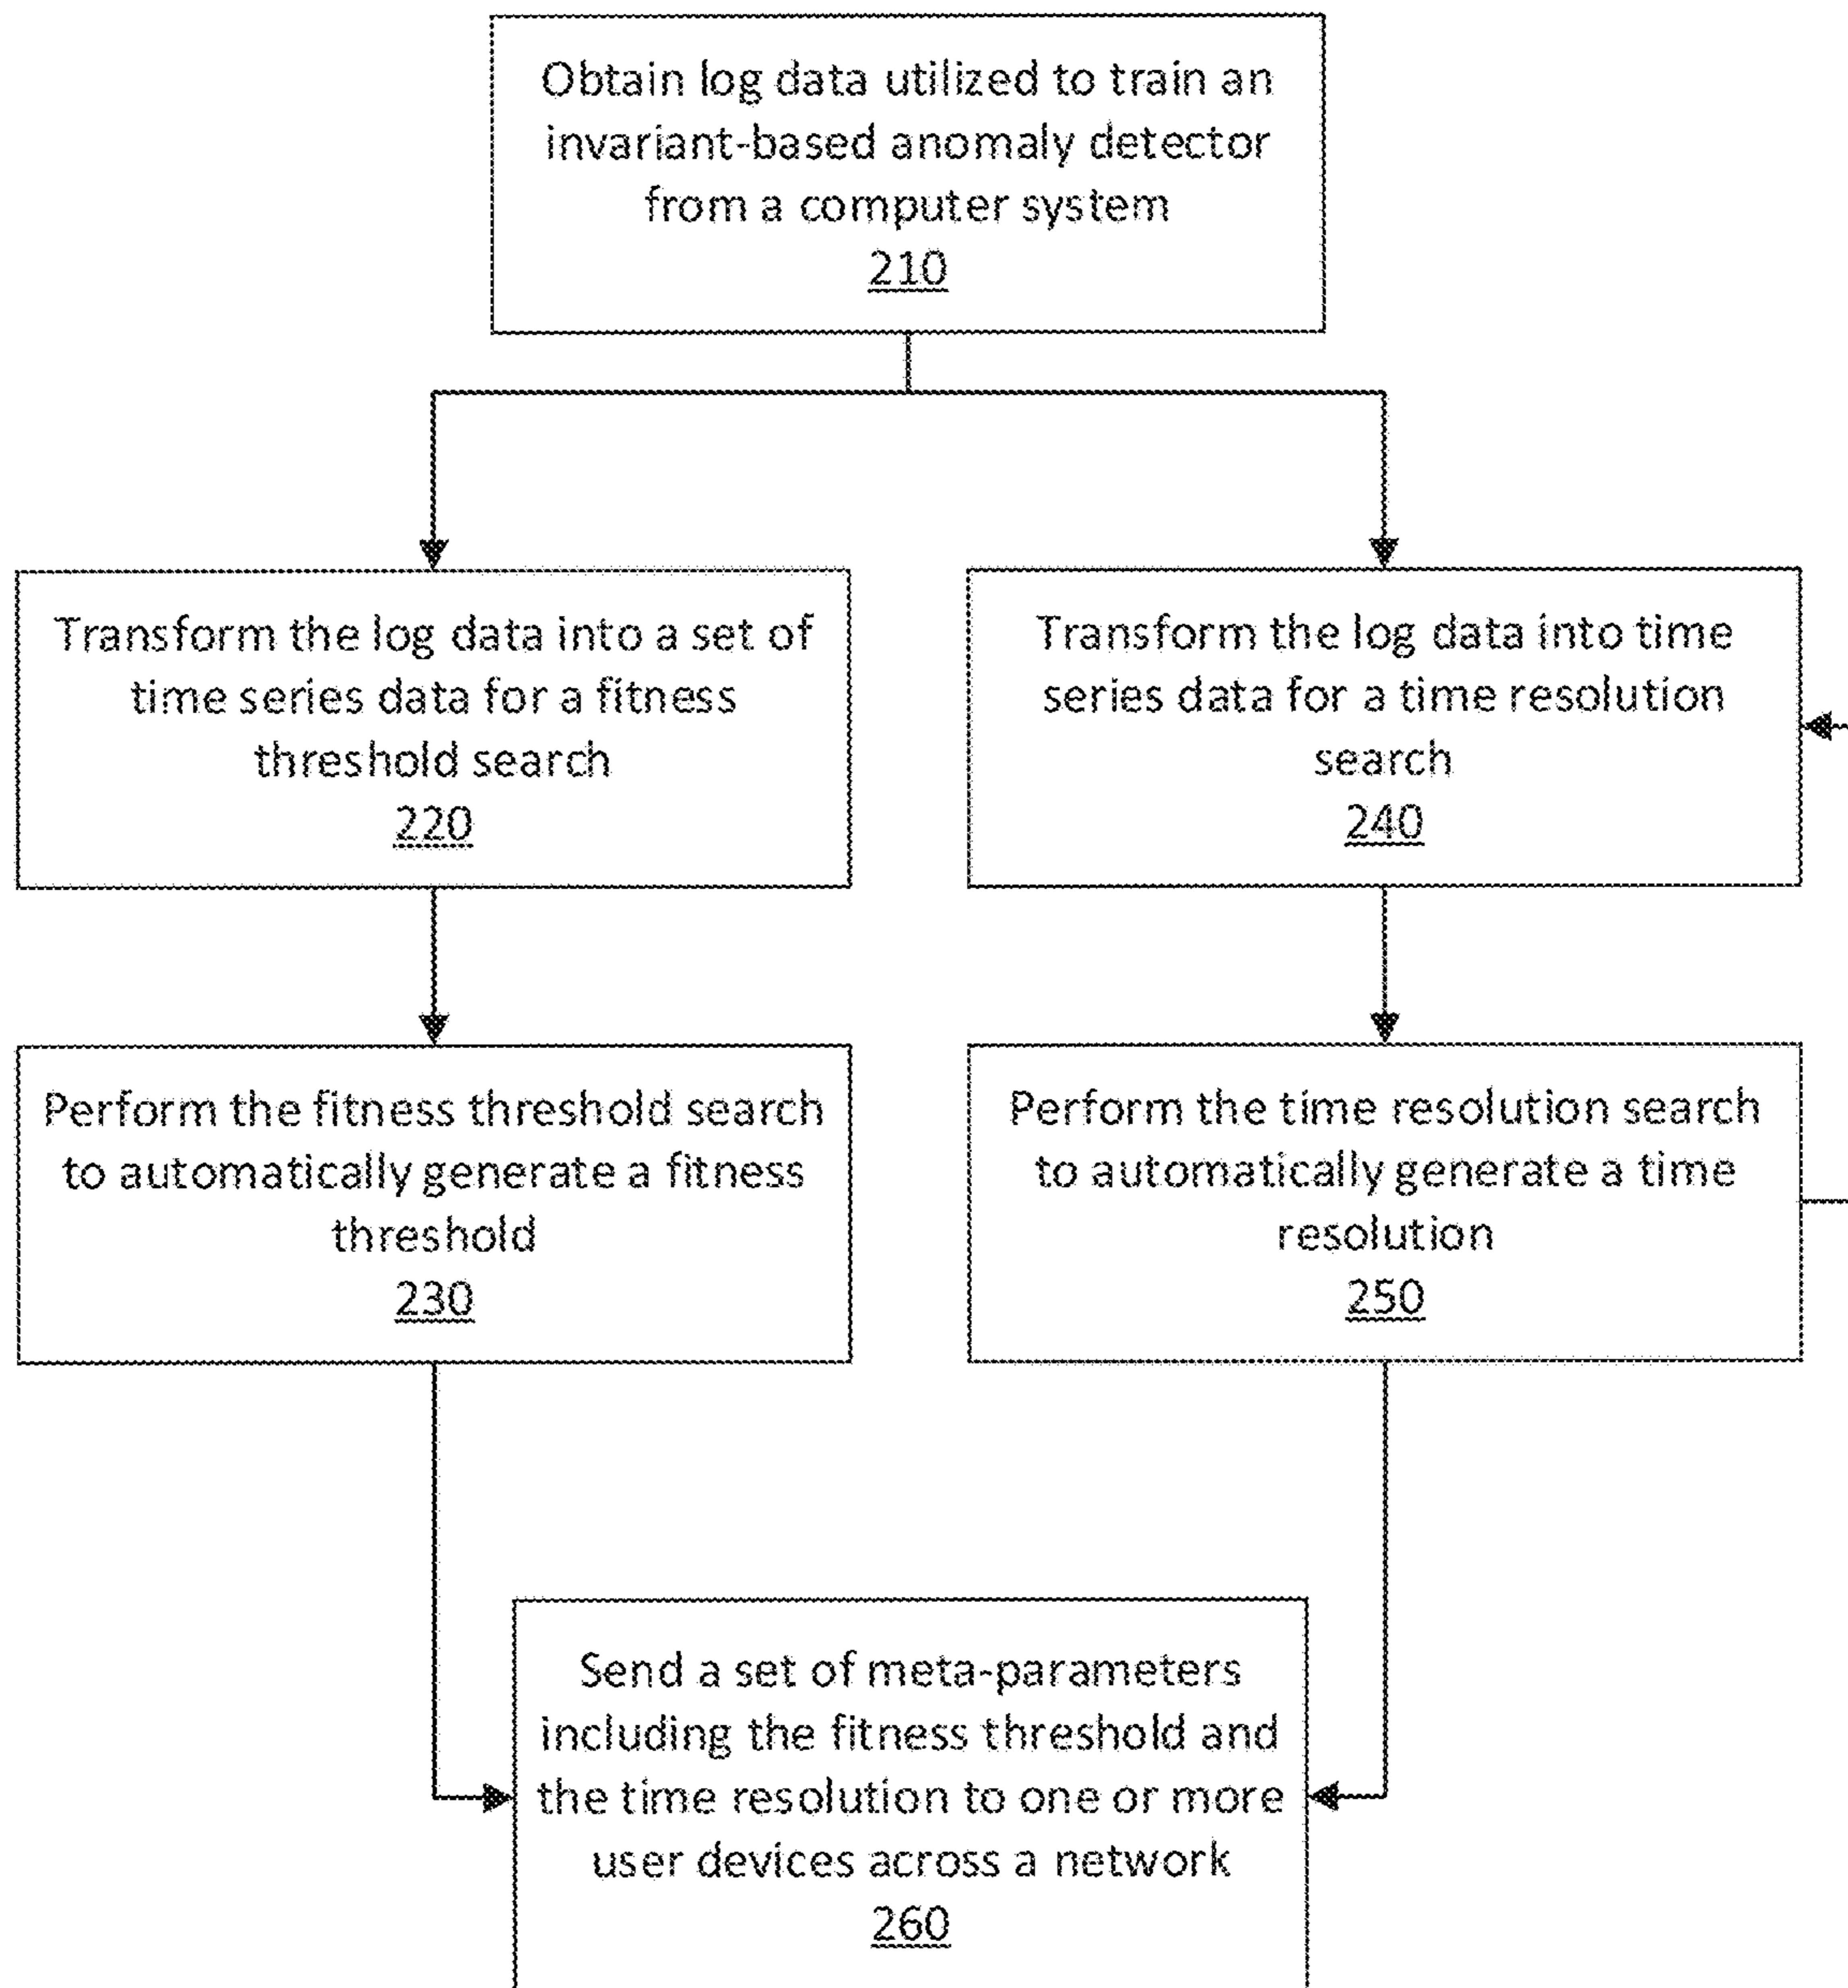 Obtain log data utilized to train an
invariant-based anomaly detector
from a computer system
210
Transform the log data into a set of
time series data for a fitness
threshold search
220
Transform the log data into time
series data for a time resolution
search
240
Perform the fitness threshold search
to automatically generate a fitness
threshold
230
Perform the time resolution search
to automatically generate a time
resolution
250
Send a set of meta-parameters
including the fitness threshold and
the time resolution to one or more
user devices across a network
260